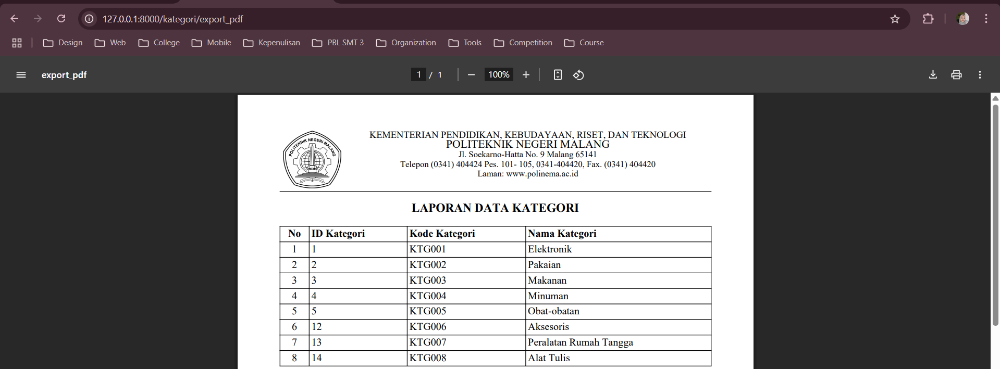 127.0.0.1:8000/kategori/export_pdf
Design Web College Mobile Kepenulisan PBL SMT 3 Organization Tools Competition Course
export_pdf 1 / 1 100%
POLITEKNIK NEGERI MALANG
KEMENTERIAN PENDIDIKAN, KEBUDAYAAN, RISET, DAN TEKNOLOGI
POLITEKNIK NEGERI MALANG
Jl. Soekarno-Hatta No. 9 Malang 65141
Telepon (0341) 404424 Pes. 101- 105, 0341-404420, Fax. (0341) 404420
Laman: www.polinema.ac.id
LAPORAN DATA KATEGORI
No ID Kategori Kode Kategori Nama Kategori
1 1 KTG001 Elektronik
2 2 KTG002 Pakaian
3 3 KTG003 Makanan
4 4 KTG004 Minuman
5 5 KTG005 Obat-obatan
6 12 KTG006 Aksesoris
7 13 KTG007 Peralatan Rumah Tangga
8 14 KTG008 Alat Tulis